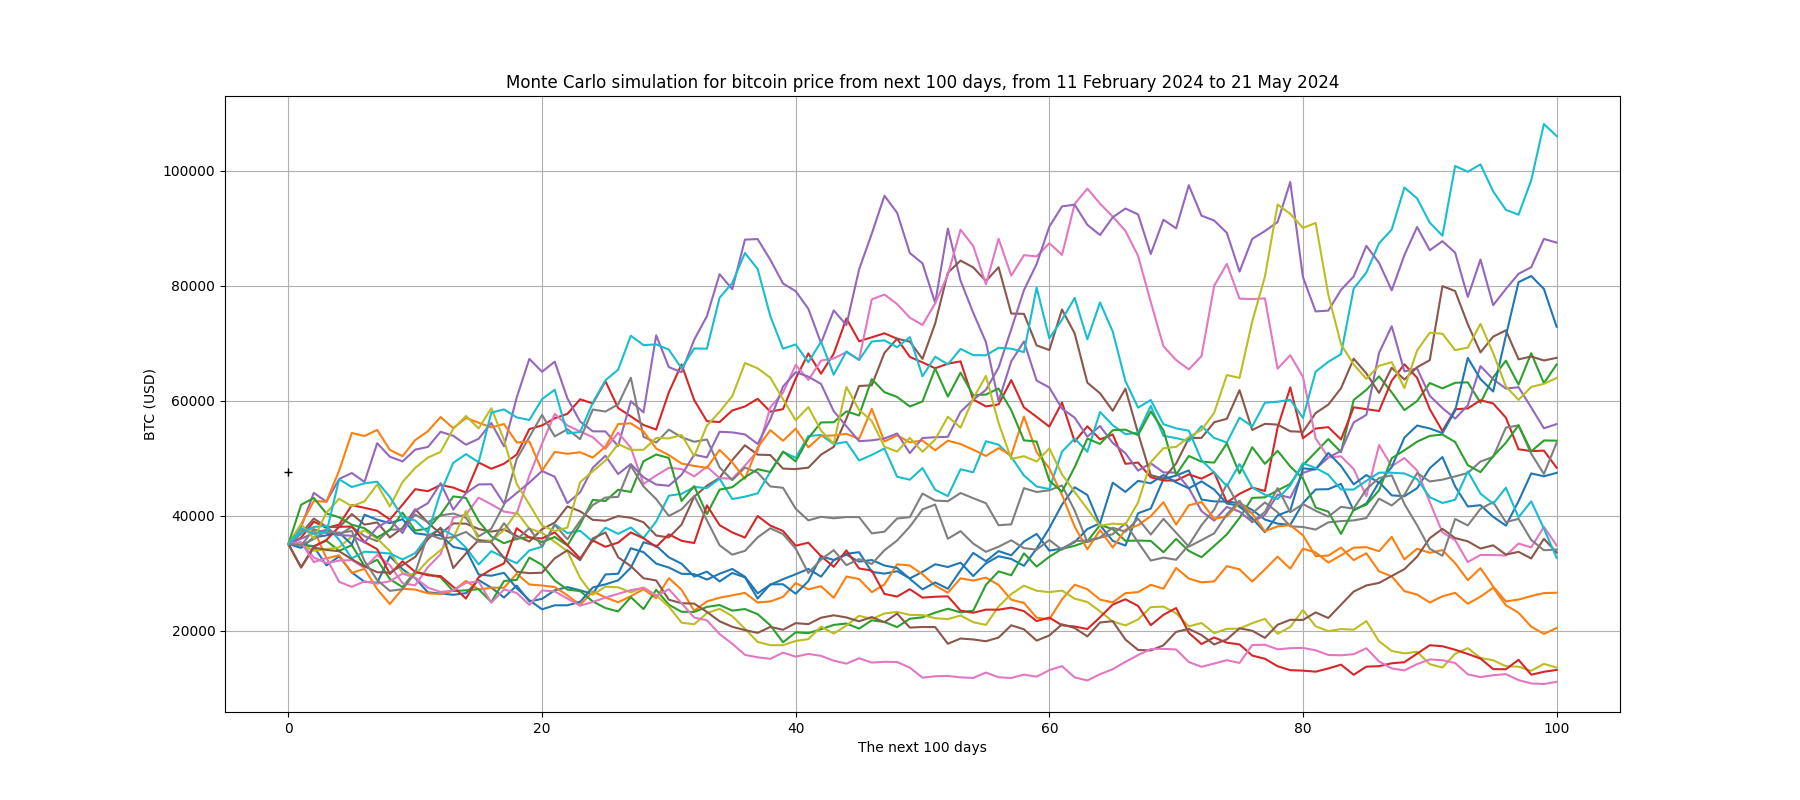 Monte Carlo simulation for bitcoin price from next 100 days, from 11 February 2024 to 21 May 2024
100000
80000
60000
40000
20000
BTC (USD)
0 20 40 60 80 100
The next 100 days